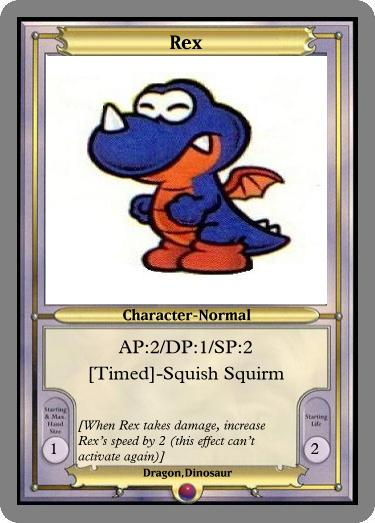 Rex
Character-Normal
AP:2/DP:1/SP:2
[Timed]-Squish Squirm
Starting
& Max.
Hand
Size
1
[When Rex takes damage, increase
Rex's speed by 2 (this effect can't
activate again)]
Starting
Life
2
Dragon,Dinosaur